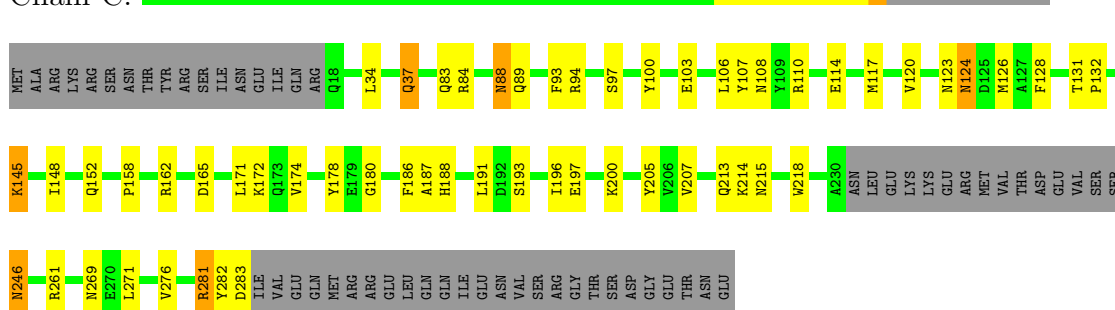 Chain C:
MET ALA ARG LYS ARG SER ASN THR TYR ARG SER ILE ASN GLU ILE GLN ARG Q18 L34 Q37 Q83 R84 N88 Q89 F93 R94 S97 Y100 E103 L106 Y107 N108 Y109 R110 E114 M117 V120 N123 N124 D125 M126 A127 F128 T131 P132
K145 I148 Q152 P158 R162 D165 L171 K172 Q173 V174 Y178 E179 G180 F186 A187 H188 L191 D192 S193 I196 E197 K200 Y205 V206 V207 Q213 K214 N215 W218 A230 ASN LEU GLU LYS LYS GLU ARG MET VAL THR ASP GLU VAL SER SER
N246 R261 N269 E270 L271 V276 R281 Y282 D283 ILE VAL GLU GLN MET ARG ARG GLU LEU GLN GLN ILE GLU ASN VAL SER ARG GLY THR SER ASP GLY GLU THR ASN GLU